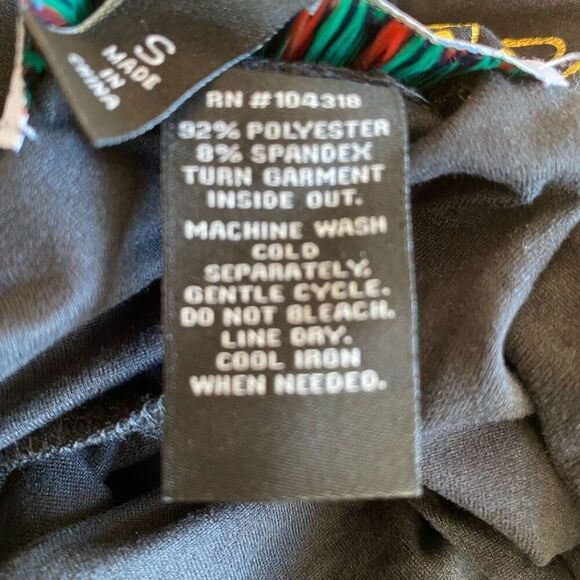 S
MADE
IN
CHINA
RN #104318
92% POLYESTER
8% SPANDEX
TURN GARMENT
INSIDE OUT.
MACHINE WASH
COLD
SEPARATELY.
GENTLE CYCLE.
DO NOT BLEACH.
LINE DRY.
COOL IRON
WHEN NEEDED.